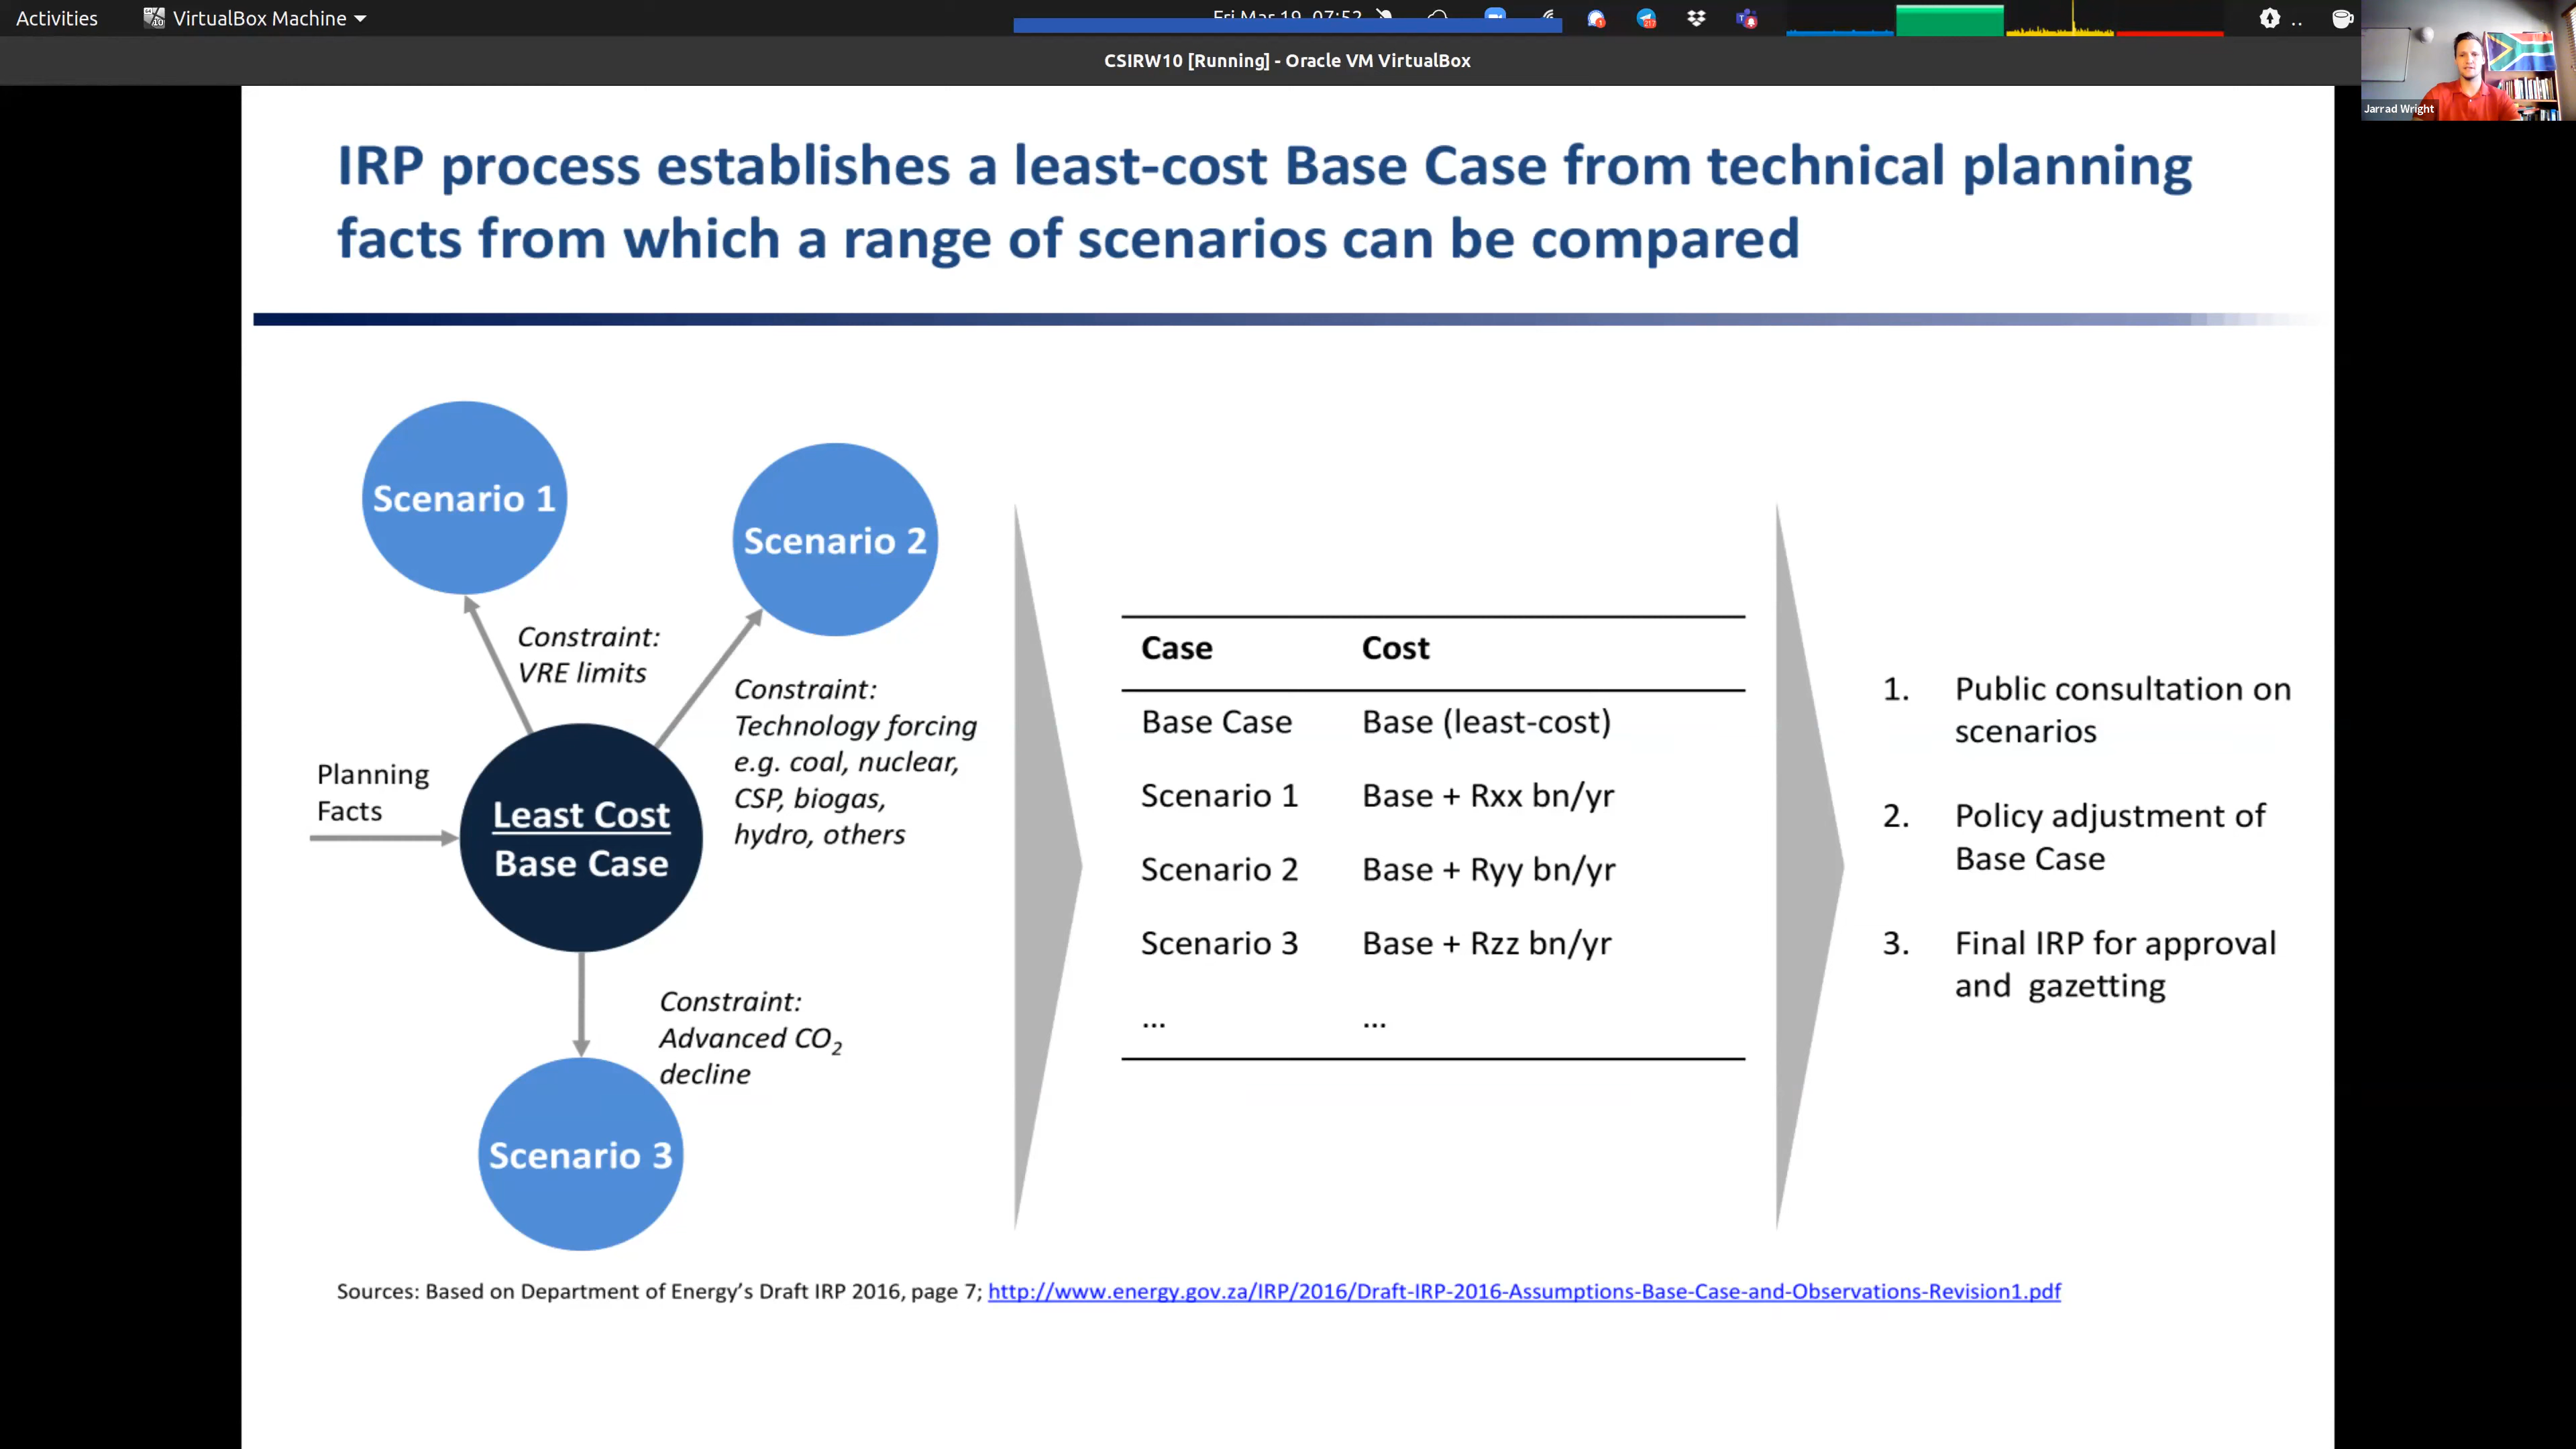 Activities
VirtualBox Machine
Fri Mar 19 07:52
CSIRW10 [Running] - Oracle VM VirtualBox
Jarrad Wright
IRP process establishes a least-cost Base Case from technical planning
facts from which a range of scenarios can be compared
Scenario 1
Scenario 2
Constraint:
VRE limits
Constraint:
Technology forcing
e.g. coal, nuclear,
CSP, biogas,
hydro, others
Planning
Facts
Least Cost
Base Case
Constraint:
Advanced CO2
decline
Scenario 3
Case Cost
Base Case Base (least-cost)
Scenario 1 Base + Rxx bn/yr
Scenario 2 Base + Ryy bn/yr
Scenario 3 Base + Rzz bn/yr
... ...
1. Public consultation on
scenarios
2. Policy adjustment of
Base Case
3. Final IRP for approval
and gazetting
Sources: Based on Department of Energy's Draft IRP 2016, page 7; http://www.energy.gov.za/IRP/2016/Draft-IRP-2016-Assumptions-Base-Case-and-Observations-Revision1.pdf